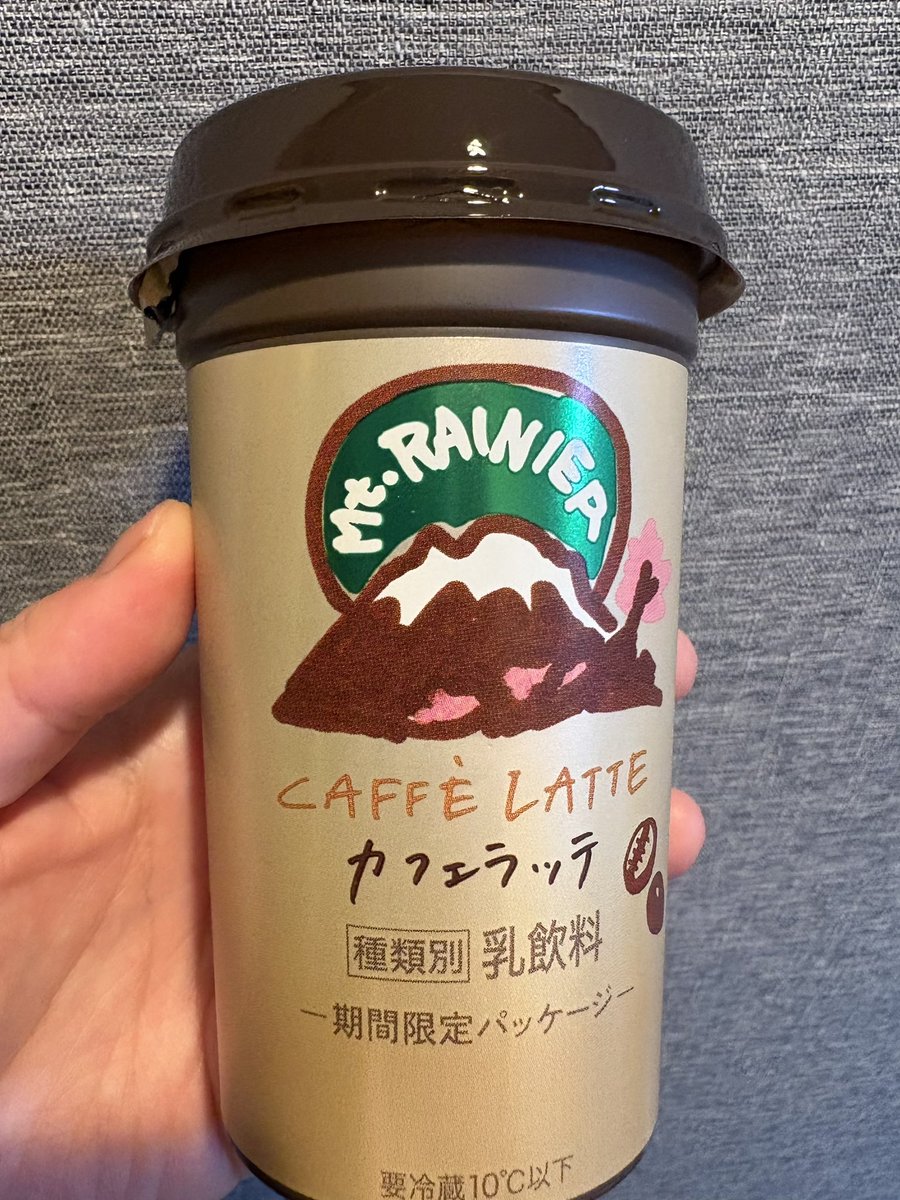 Mt. RAINIER
CAFFÈ LATTE
カフェラッテ
種類別 乳飲料
ー期間限定パッケージー
要冷蔵10℃以下